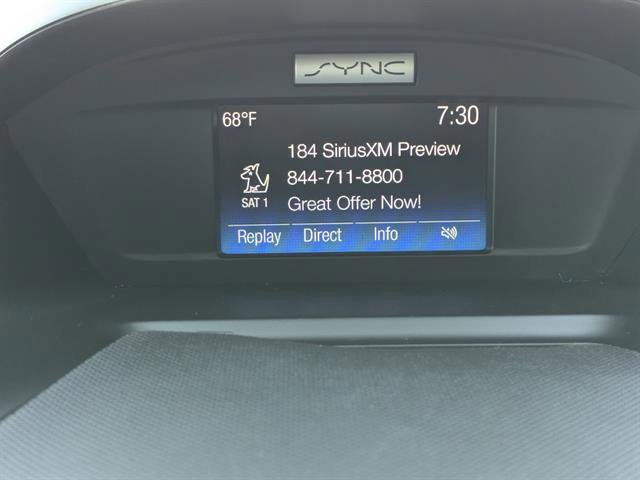 SYNC
68°F 7:30
184 SiriusXM Preview
844-711-8800
SAT 1 Great Offer Now!
Replay Direct Info